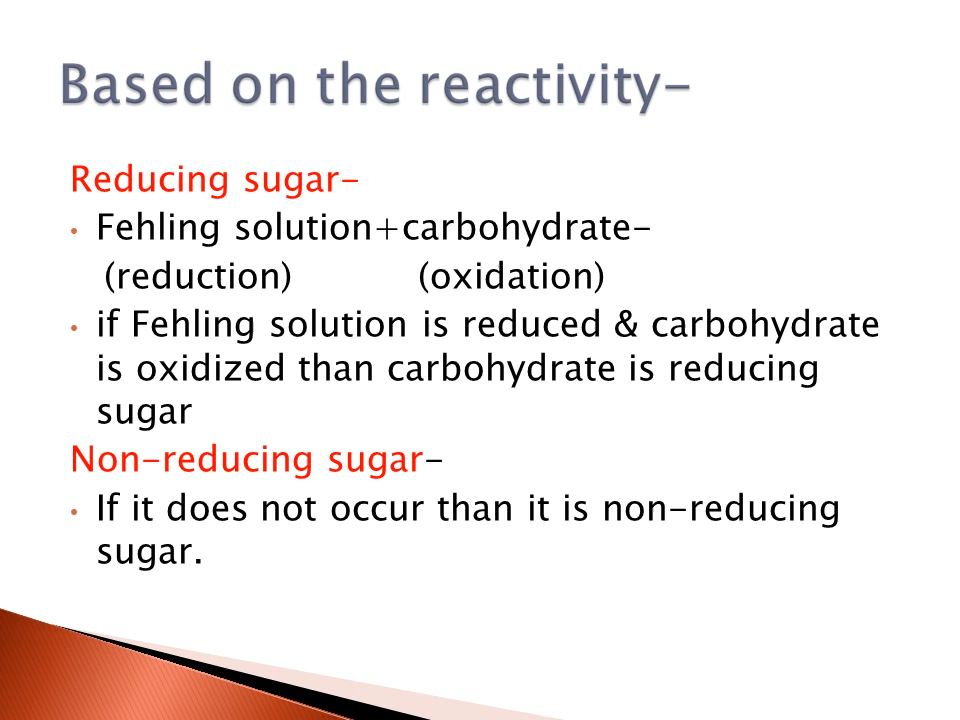 Based on the reactivity-
Reducing sugar-
• Fehling solution+carbohydrate-
(reduction) (oxidation)
• if Fehling solution is reduced & carbohydrate
is oxidized than carbohydrate is reducing
sugar
Non-reducing sugar-
• If it does not occur than it is non-reducing
sugar.